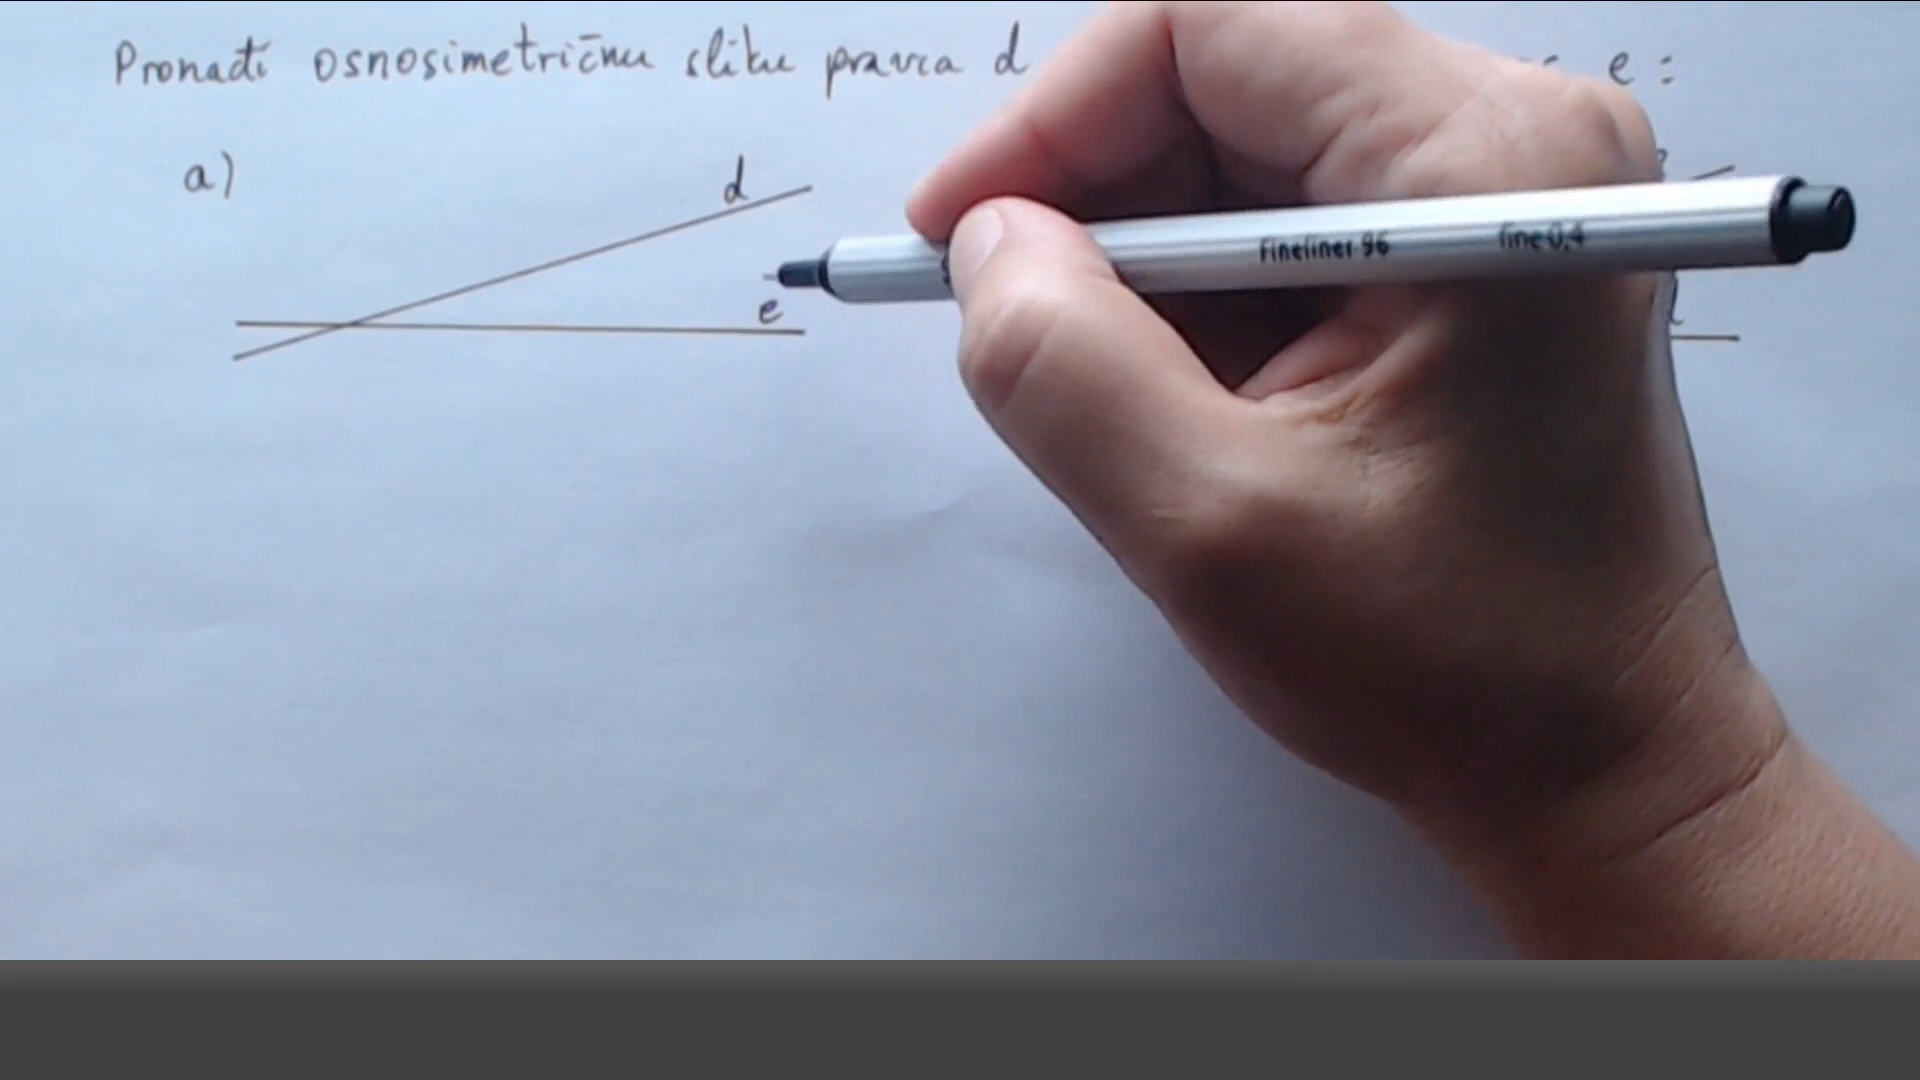 Pronađi osnosimetričnu sliku pravca d e :
a)
d
e
Fineliner 96 fine 0,4